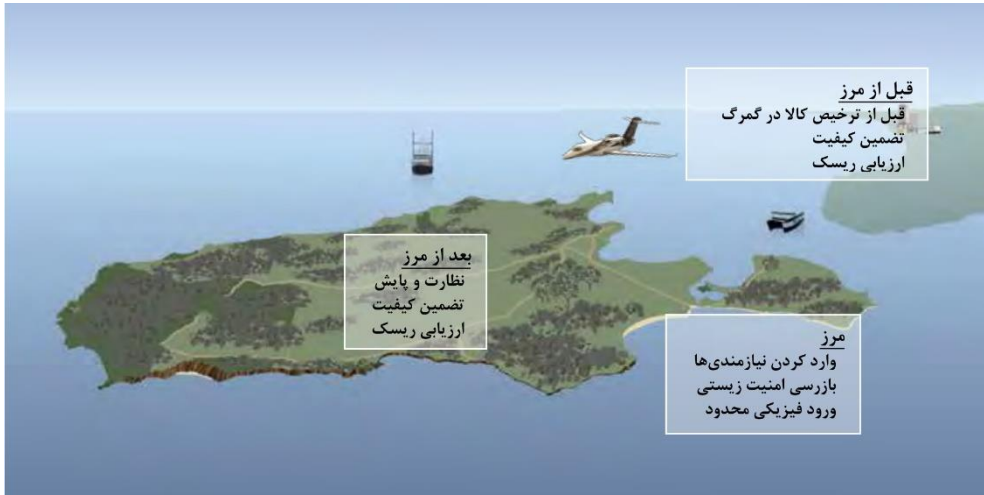 قبل از مرز
قبل از ترخیص کالا در گمرگ
تضمین کیفیت
ارزیابی ریسک
بعد از مرز
نظارت و پایش
تضمین کیفیت
ارزیابی ریسک
مرز
وارد کردن نیازمندی‌ها
بازرسی امنیت زیستی
ورود فیزیکی محدود